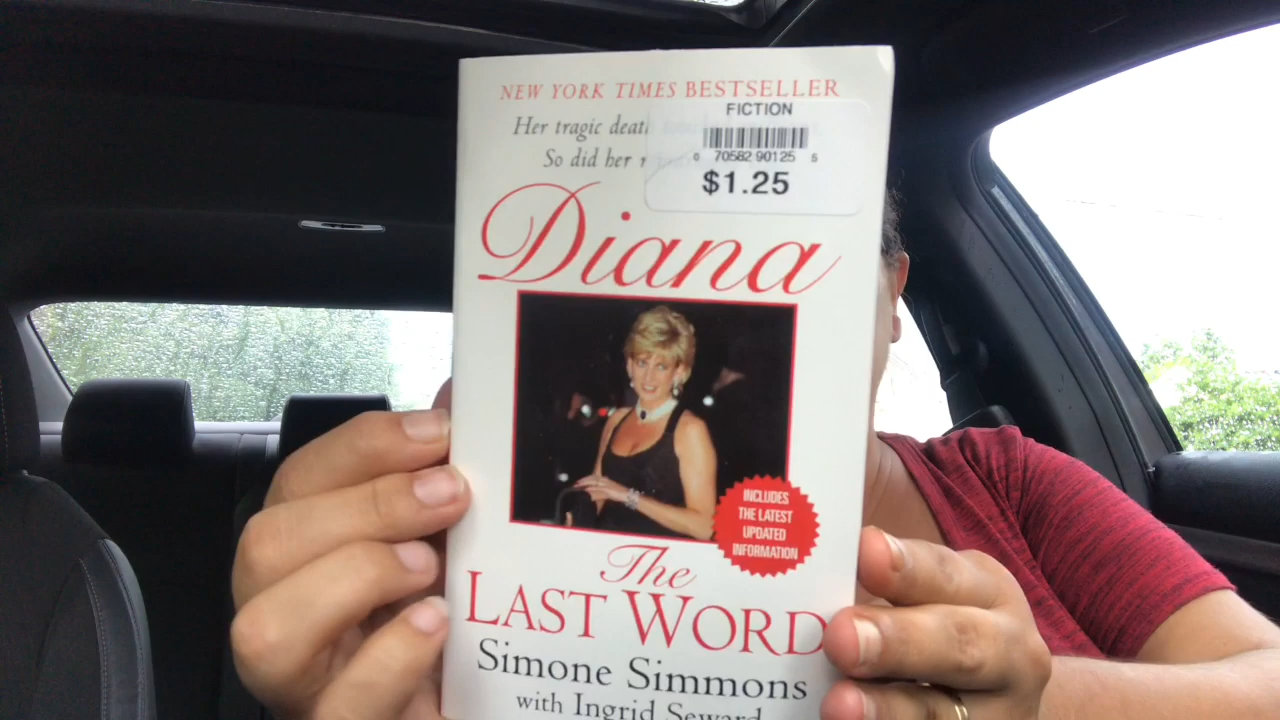 NEW YORK TIMES BESTSELLER
FICTION
Her tragic death
0 70582 90125 5
So did her
$1.25
Diana
INCLUDES
THE LATEST
UPDATED
INFORMATION
The
LAST WORD
Simone Simmons
with Ingrid Seward